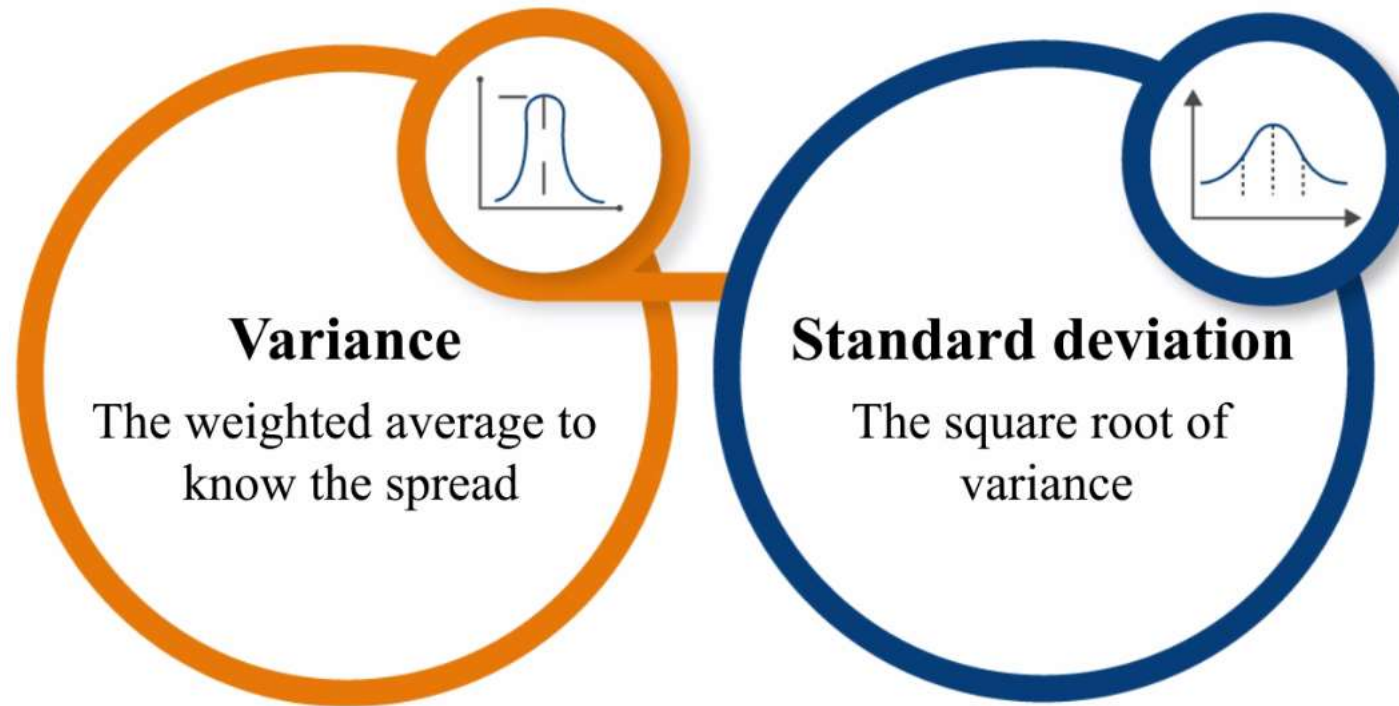 Variance
The weighted average to
know the spread
Standard deviation
The square root of
variance